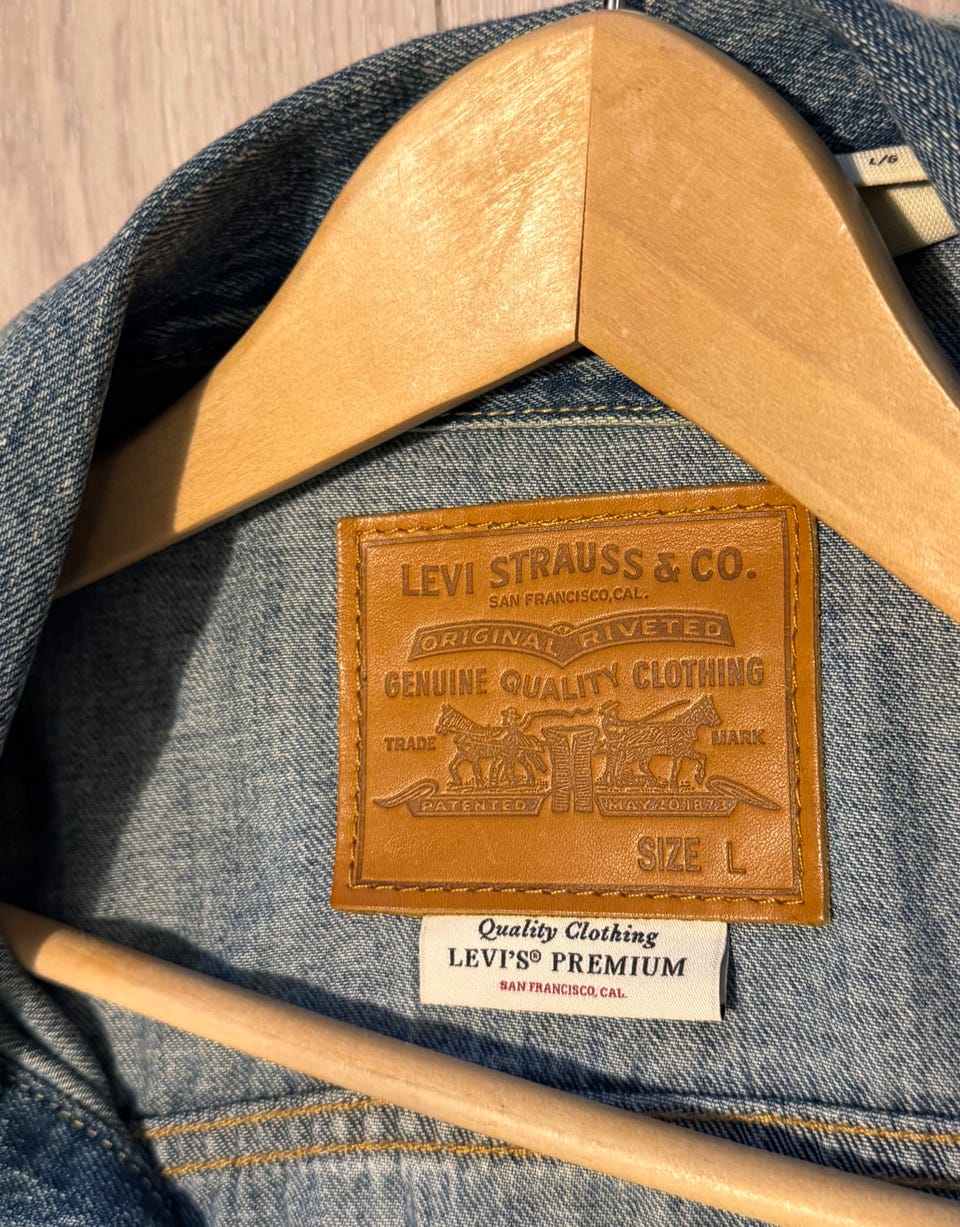 L/G
LEVI STRAUSS & CO.
SAN FRANCISCO, CAL.
ORIGINAL RIVETED
GENUINE QUALITY CLOTHING
TRADE MARK
PATENTED MAY 20 1873
SIZE L
Quality Clothing
LEVI'S® PREMIUM
SAN FRANCISCO, CAL.